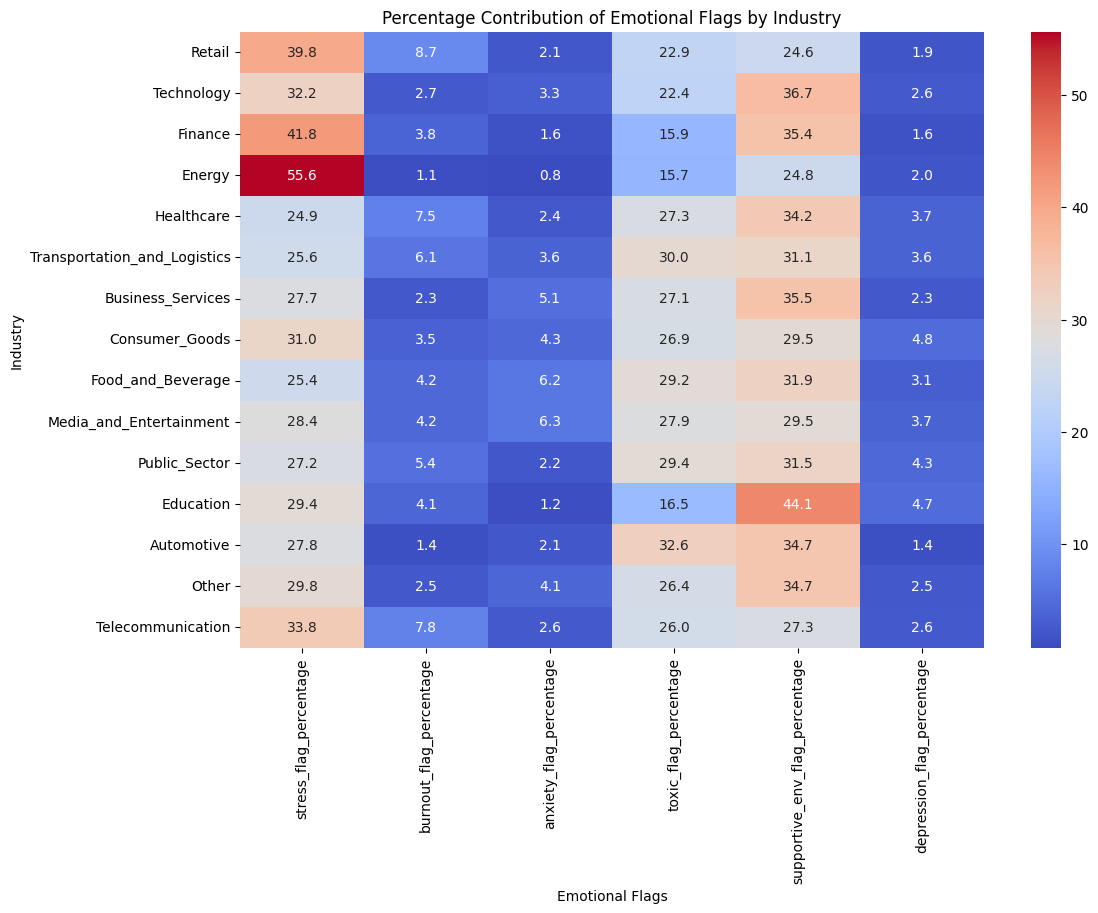 Percentage Contribution of Emotional Flags by Industry
Retail 39.8 8.7 2.1 22.9 24.6 1.9
Technology 32.2 2.7 3.3 22.4 36.7 2.6
Finance 41.8 3.8 1.6 15.9 35.4 1.6
Energy 55.6 1.1 0.8 15.7 24.8 2.0
Healthcare 24.9 7.5 2.4 27.3 34.2 3.7
Transportation_and_Logistics 25.6 6.1 3.6 30.0 31.1 3.6
Business_Services 27.7 2.3 5.1 27.1 35.5 2.3
Consumer_Goods 31.0 3.5 4.3 26.9 29.5 4.8
Food_and_Beverage 25.4 4.2 6.2 29.2 31.9 3.1
Media_and_Entertainment 28.4 4.2 6.3 27.9 29.5 3.7
Public_Sector 27.2 5.4 2.2 29.4 31.5 4.3
Education 29.4 4.1 1.2 16.5 44.1 4.7
Automotive 27.8 1.4 2.1 32.6 34.7 1.4
Other 29.8 2.5 4.1 26.4 34.7 2.5
Telecommunication 33.8 7.8 2.6 26.0 27.3 2.6
Industry
stress_flag_percentage
burnout_flag_percentage
anxiety_flag_percentage
toxic_flag_percentage
supportive_env_flag_percentage
depression_flag_percentage
Emotional Flags
50
40
30
20
10